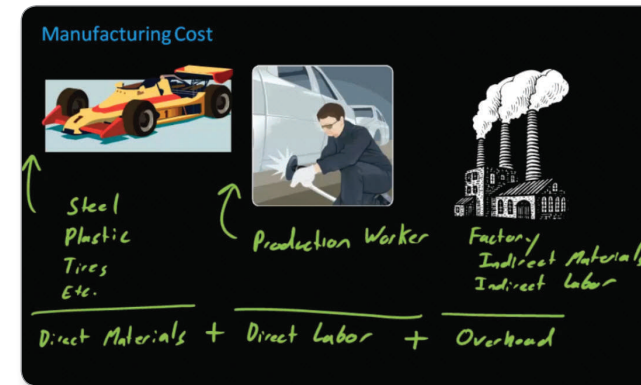 Manufacturing Cost
Steel
Plastic
Tires
Etc.
Production Worker
Factory
Indirect Materials
Indirect Labor
Direct Materials + Direct Labor + Overhead